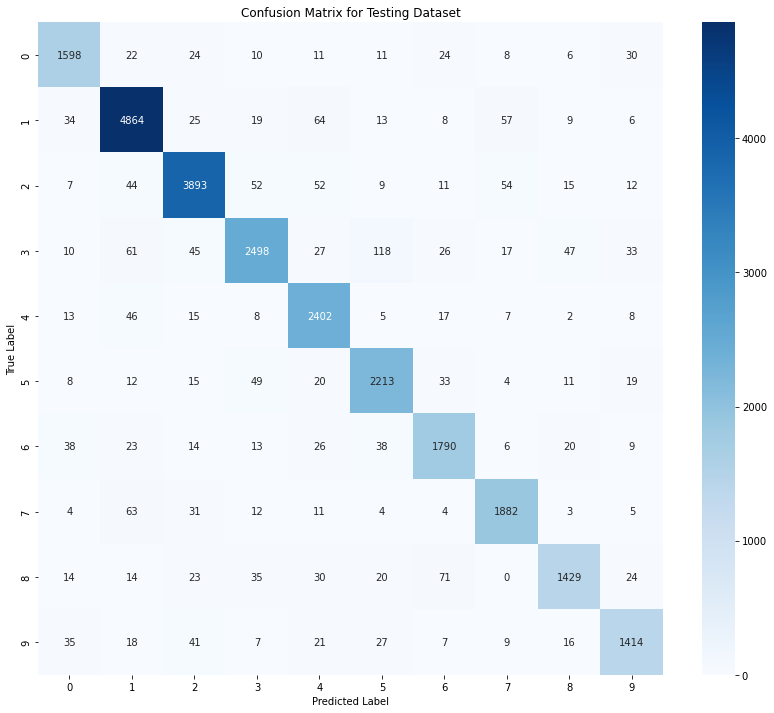 Confusion Matrix for Testing Dataset
True Label
0 1598 22 24 10 11 11 24 8 6 30
1 34 4864 25 19 64 13 8 57 9 6
2 7 44 3893 52 52 9 11 54 15 12
3 10 61 45 2498 27 118 26 17 47 33
4 13 46 15 8 2402 5 17 7 2 8
5 8 12 15 49 20 2213 33 4 11 19
6 38 23 14 13 26 38 1790 6 20 9
7 4 63 31 12 11 4 4 1882 3 5
8 14 14 23 35 30 20 71 0 1429 24
9 35 18 41 7 21 27 7 9 16 1414
0 1 2 3 4 5 6 7 8 9
Predicted Label
4000
3000
2000
1000
0